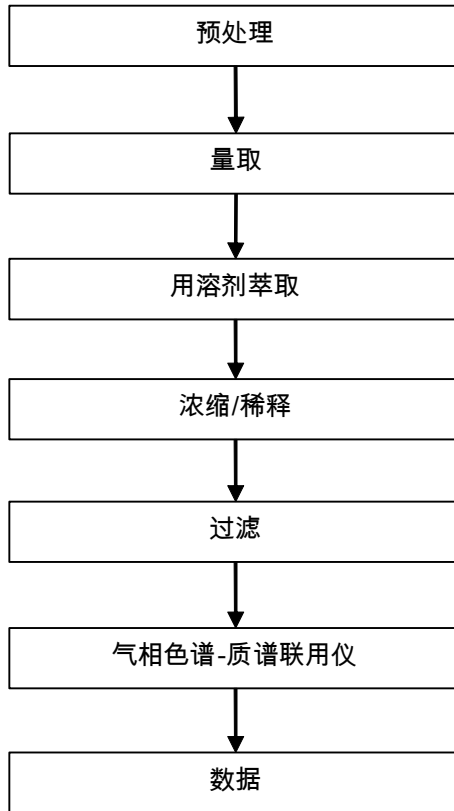 预处理
量取
用溶剂萃取
浓缩/稀释
过滤
气相色谱-质谱联用仪
数据